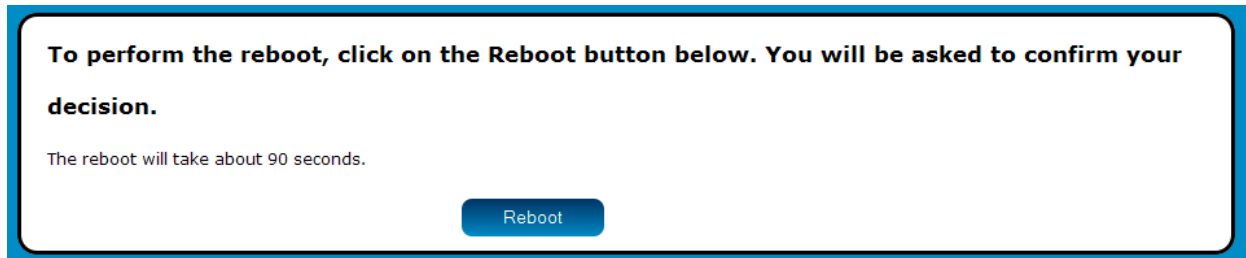 To perform the reboot, click on the Reboot button below. You will be asked to confirm your
decision.
The reboot will take about 90 seconds.
Reboot